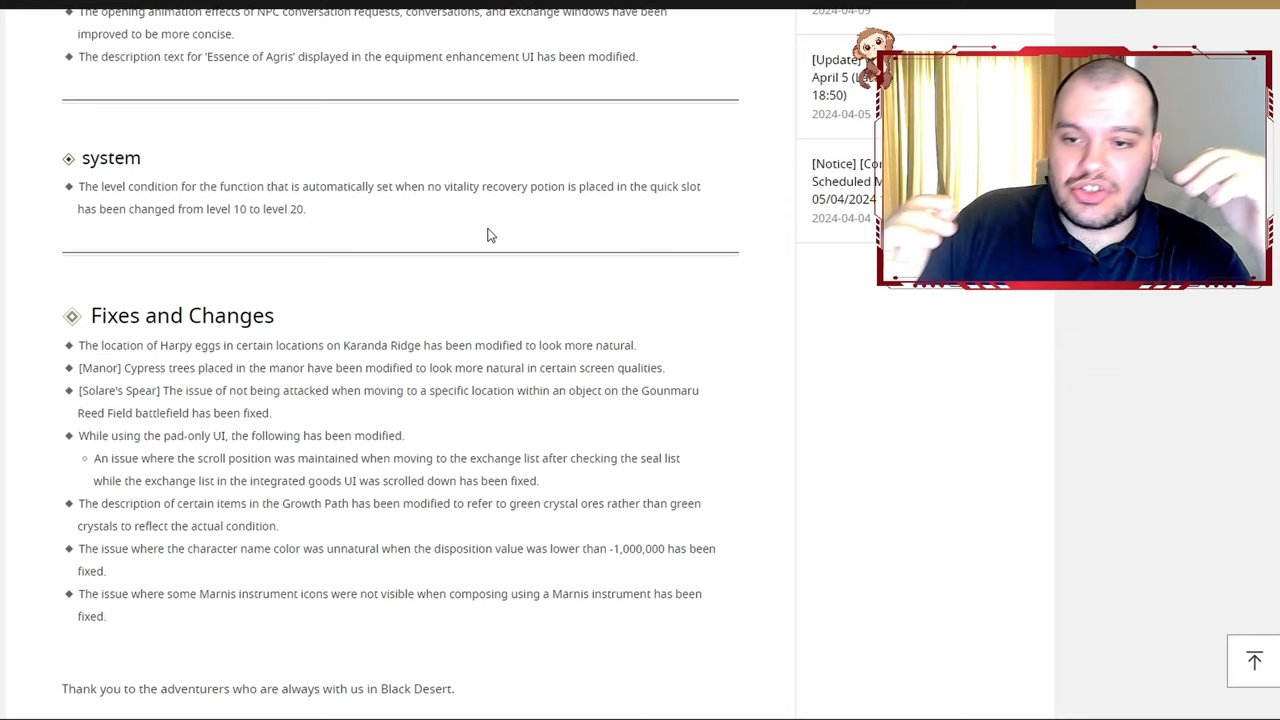 The opening animation effects of NPC conversation requests, conversations, and exchange windows have been
improved to be more concise.
The description text for 'Essence of Agris' displayed in the equipment enhancement UI has been modified.
system
The level condition for the function that is automatically set when no vitality recovery potion is placed in the quick slot
has been changed from level 10 to level 20.
Fixes and Changes
The location of Harpy eggs in certain locations on Karanda Ridge has been modified to look more natural.
[Manor] Cypress trees placed in the manor have been modified to look more natural in certain screen qualities.
[Solare's Spear] The issue of not being attacked when moving to a specific location within an object on the Gounmaru
Reed Field battlefield has been fixed.
While using the pad-only UI, the following has been modified.
An issue where the scroll position was maintained when moving to the exchange list after checking the seal list
while the exchange list in the integrated goods UI was scrolled down has been fixed.
The description of certain items in the Growth Path has been modified to refer to green crystal ores rather than green
crystals to reflect the actual condition.
The issue where the character name color was unnatural when the disposition value was lower than -1,000,000 has been
fixed.
The issue where some Marnis instrument icons were not visible when composing using a Marnis instrument has been
fixed.
Thank you to the adventurers who are always with us in Black Desert.
2024-04-09
[Update]
April 5
18:50)
2024-04-05
[Notice]
Scheduled
05/04/2024
2024-04-04